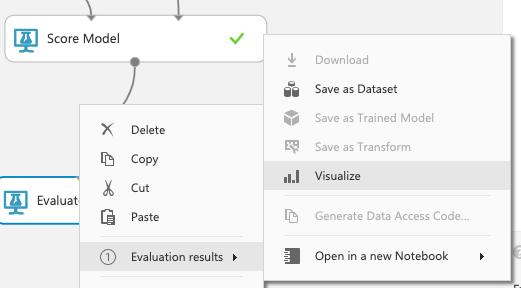 Score Model
Download
Save as Dataset
Save as Trained Model
Save as Transform
Visualize
Generate Data Access Code...
Open in a new Notebook
Delete
Copy
Cut
Paste
1 Evaluation results